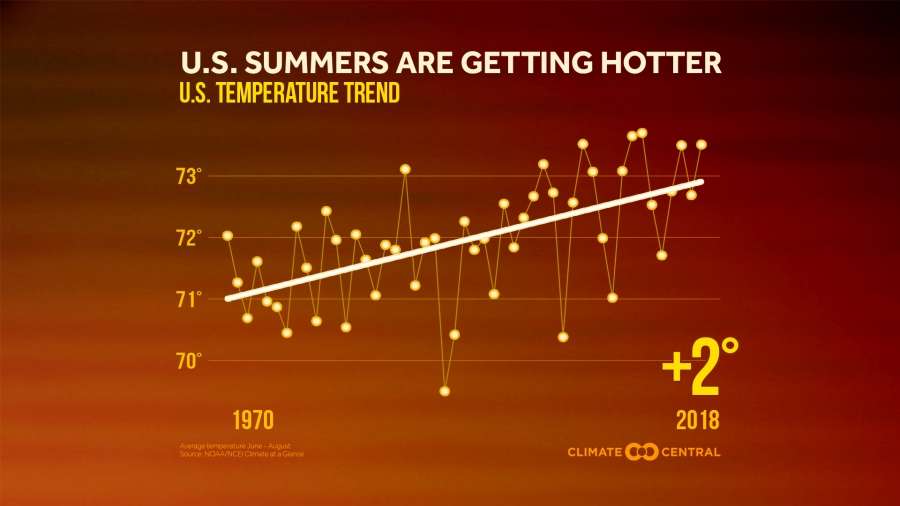 U.S. SUMMERS ARE GETTING HOTTER
U.S. TEMPERATURE TREND
73°
72°
71°
70°
+2°
1970
2018
Average temperature June - August
Source: NOAA/NCEI Climate at a Glance
CLIMATE CENTRAL